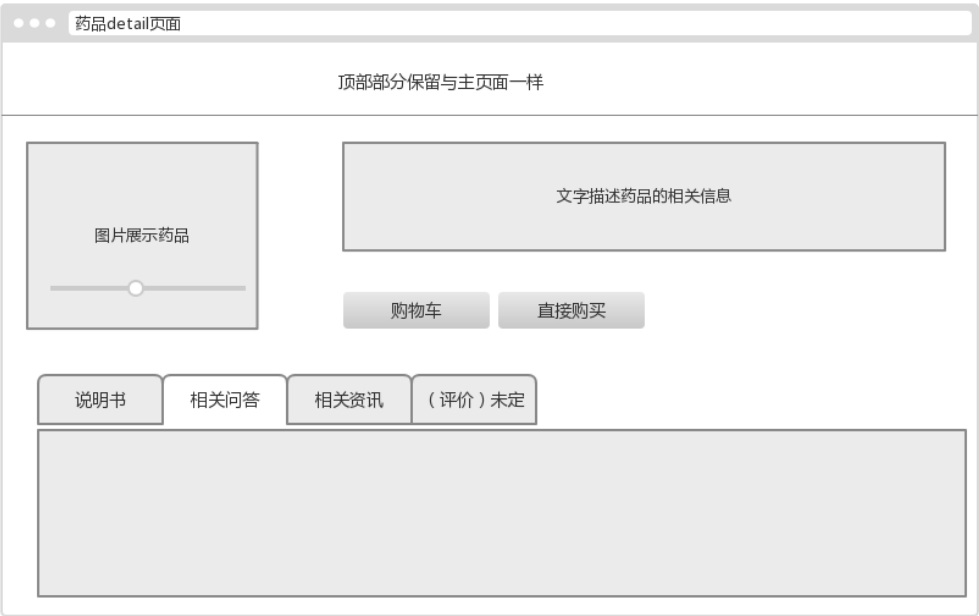 药品detail页面
顶部部分保留与主页面一样
文字描述药品的相关信息
图片展示药品
购物车
直接购买
说明书
相关问答
相关资讯
（评价）未定